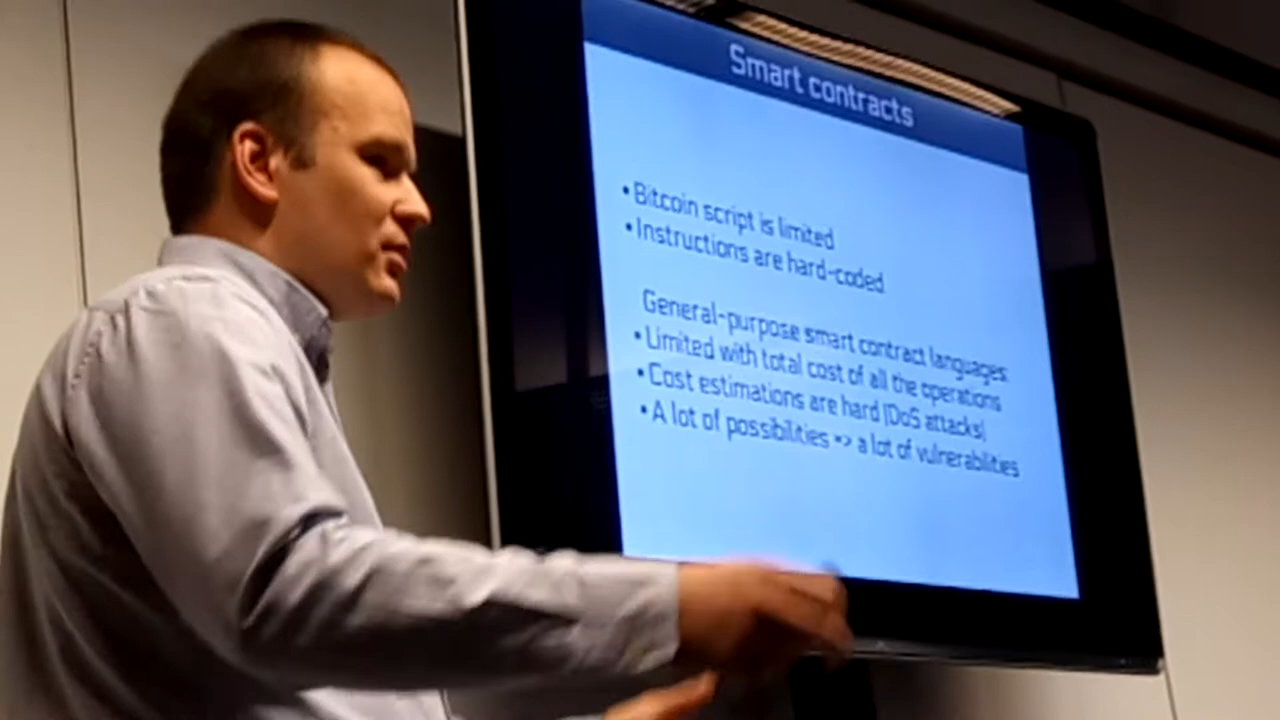 Smart contracts
•Bitcoin script is limited
•Instructions are hard-coded
General-purpose smart contract languages:
•Limited with total cost of all the operations
•Cost estimations are hard (DoS attacks)
•A lot of possibilities => a lot of vulnerabilities